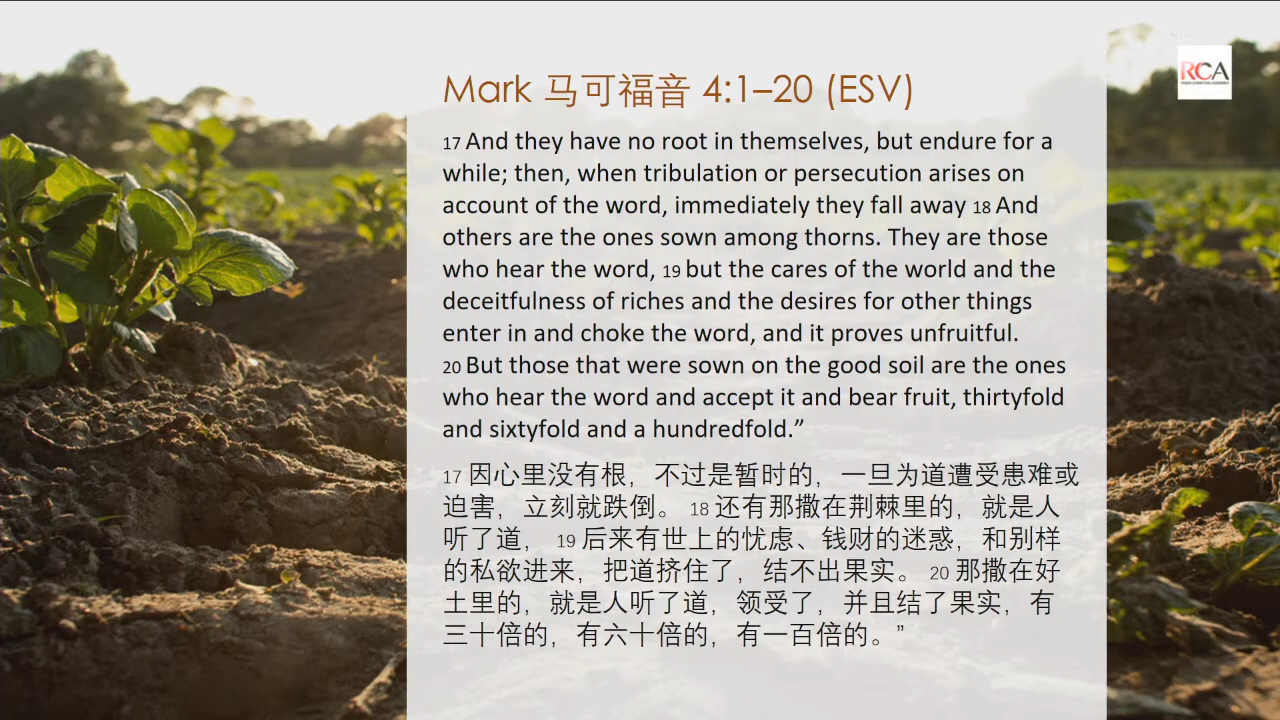 RCA
Mark 马可福音 4:1–20 (ESV)
17 And they have no root in themselves, but endure for a
while; then, when tribulation or persecution arises on
account of the word, immediately they fall away 18 And
others are the ones sown among thorns. They are those
who hear the word, 19 but the cares of the world and the
deceitfulness of riches and the desires for other things
enter in and choke the word, and it proves unfruitful.
20 But those that were sown on the good soil are the ones
who hear the word and accept it and bear fruit, thirtyfold
and sixtyfold and a hundredfold.”
17 因心里没有根，不过是暂时的，一旦为道遭受患难或
迫害，立刻就跌倒。 18 还有那撒在荆棘里的，就是人
听了道， 19 后来有世上的忧虑、钱财的迷惑，和别样
的私欲进来，把道挤住了，结不出果实。 20 那撒在好
土里的，就是人听了道，领受了，并且结了果实，有
三十倍的，有六十倍的，有一百倍的。”